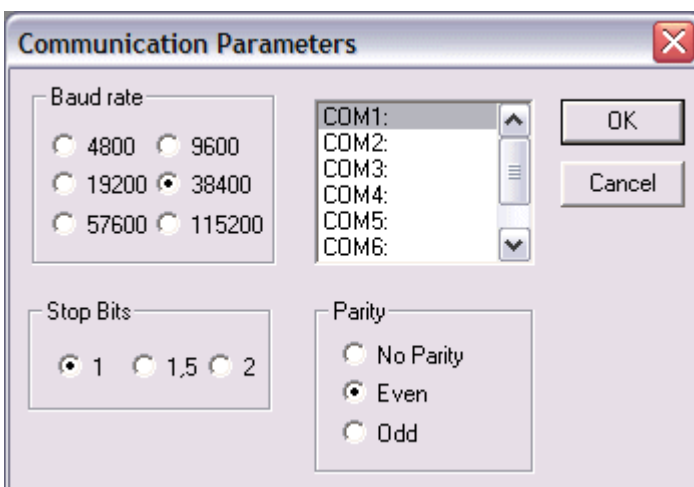 Communication Parameters
Baud rate
4800 9600
19200 38400
57600 115200
COM1:
COM2:
COM3:
COM4:
COM5:
COM6:
OK
Cancel
Stop Bits
1 1,5 2
Parity
No Parity
Even
Odd